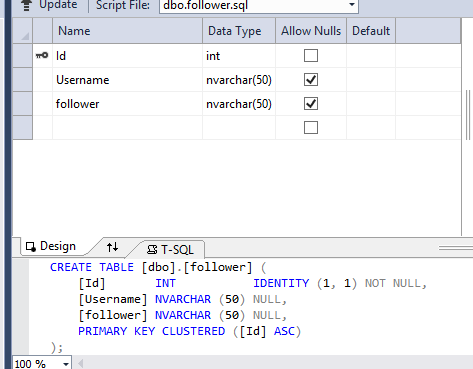 Update Script File: dbo.follower.sql
Name Data Type Allow Nulls Default
Id int
Username nvarchar(50)
follower nvarchar(50)
Design T-SQL
CREATE TABLE [dbo].[follower] (
[Id] INT IDENTITY (1, 1) NOT NULL,
[Username] NVARCHAR (50) NULL,
[follower] NVARCHAR (50) NULL,
PRIMARY KEY CLUSTERED ([Id] ASC)
);
100 %